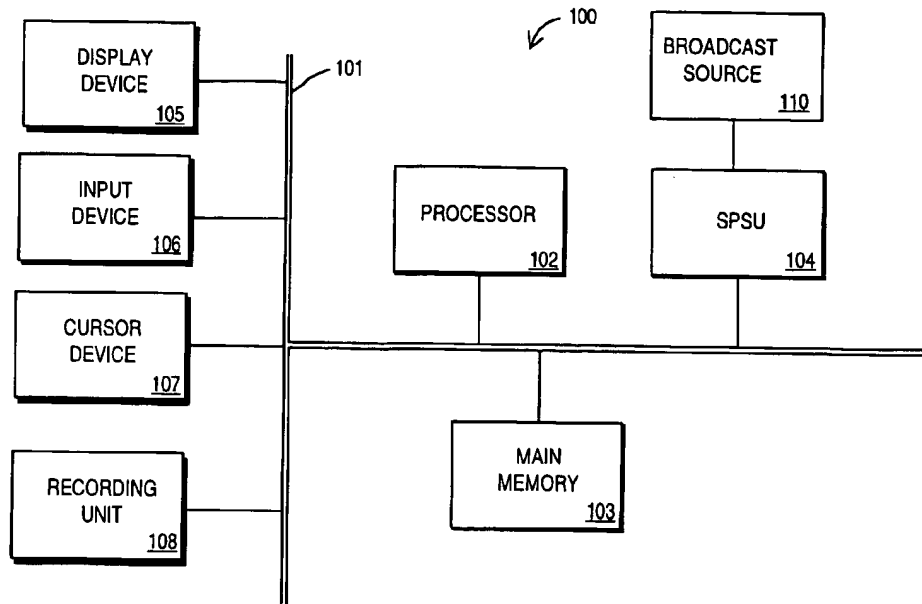 100
101
DISPLAY
DEVICE
105
BROADCAST
SOURCE
110
INPUT
DEVICE
106
PROCESSOR
102
SPSU
104
CURSOR
DEVICE
107
RECORDING
UNIT
108
MAIN
MEMORY
103